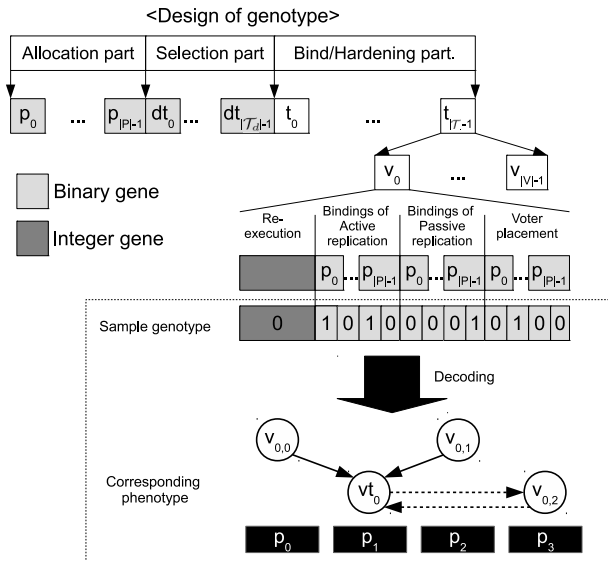 <Design of genotype>
Allocation part Selection part Bind/Hardening part.
p0 ... p|P|-1 dt0 ... dt|𝒯d|-1 t0 ... t|𝒯.-1
v0 ... v|V|-1
Binary gene
Integer gene
Re-execution
Bindings of Active replication
Bindings of Passive replication
Voter placement
p0 ... p|P|-1 p0 ... p|P|-1 p0 ... p|P|-1
Sample genotype 0 1 0 1 0 0 0 0 1 0 1 0 0
Decoding
v0,0 v0,1
Corresponding phenotype
vt0 v0,2
p0 p1 p2 p3